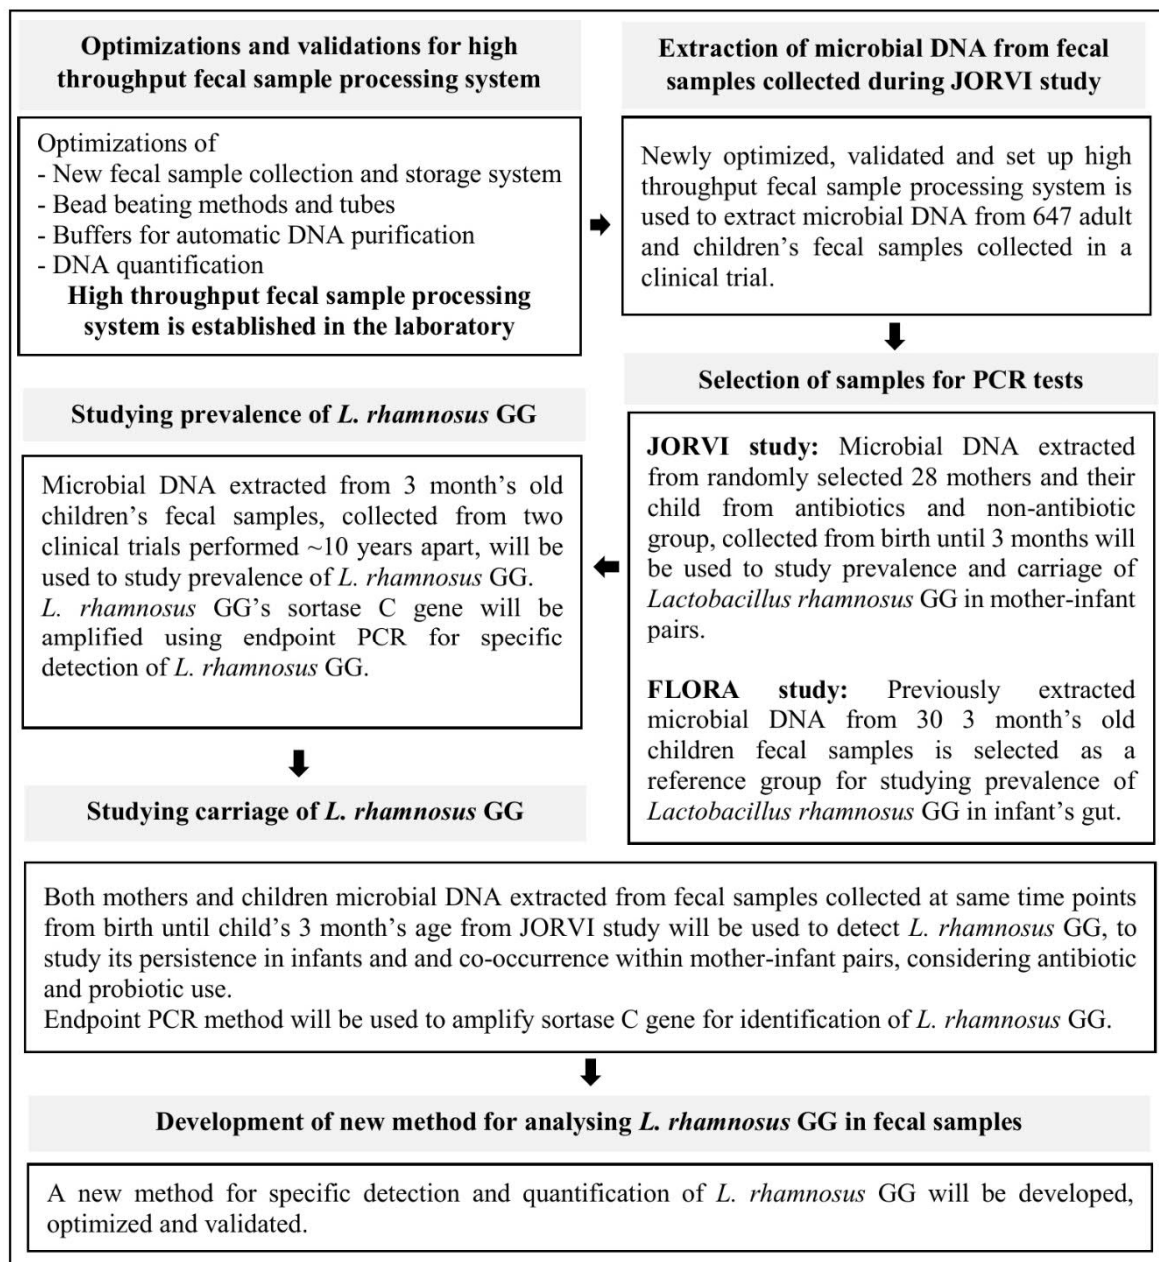 Optimizations and validations for high
throughput fecal sample processing system
Optimizations of
- New fecal sample collection and storage system
- Bead beating methods and tubes
- Buffers for automatic DNA purification
- DNA quantification
High throughput fecal sample processing
system is established in the laboratory
Extraction of microbial DNA from fecal
samples collected during JORVI study
Newly optimized, validated and set up high
throughput fecal sample processing system is
used to extract microbial DNA from 647 adult
and children's fecal samples collected in a
clinical trial.
Selection of samples for PCR tests
JORVI study: Microbial DNA extracted
from randomly selected 28 mothers and their
child from antibiotics and non-antibiotic
group, collected from birth until 3 months will
be used to study prevalence and carriage of
Lactobacillus rhamnosus GG in mother-infant
pairs.
FLORA study: Previously extracted
microbial DNA from 30 3 month's old
children fecal samples is selected as a
reference group for studying prevalence of
Lactobacillus rhamnosus GG in infant's gut.
Studying prevalence of L. rhamnosus GG
Microbial DNA extracted from 3 month's old
children's fecal samples, collected from two
clinical trials performed ~10 years apart, will be
used to study prevalence of L. rhamnosus GG.
L. rhamnosus GG's sortase C gene will be
amplified using endpoint PCR for specific
detection of L. rhamnosus GG.
Studying carriage of L. rhamnosus GG
Both mothers and children microbial DNA extracted from fecal samples collected at same time points
from birth until child's 3 month's age from JORVI study will be used to detect L. rhamnosus GG, to
study its persistence in infants and and co-occurrence within mother-infant pairs, considering antibiotic
and probiotic use.
Endpoint PCR method will be used to amplify sortase C gene for identification of L. rhamnosus GG.
Development of new method for analysing L. rhamnosus GG in fecal samples
A new method for specific detection and quantification of L. rhamnosus GG will be developed,
optimized and validated.